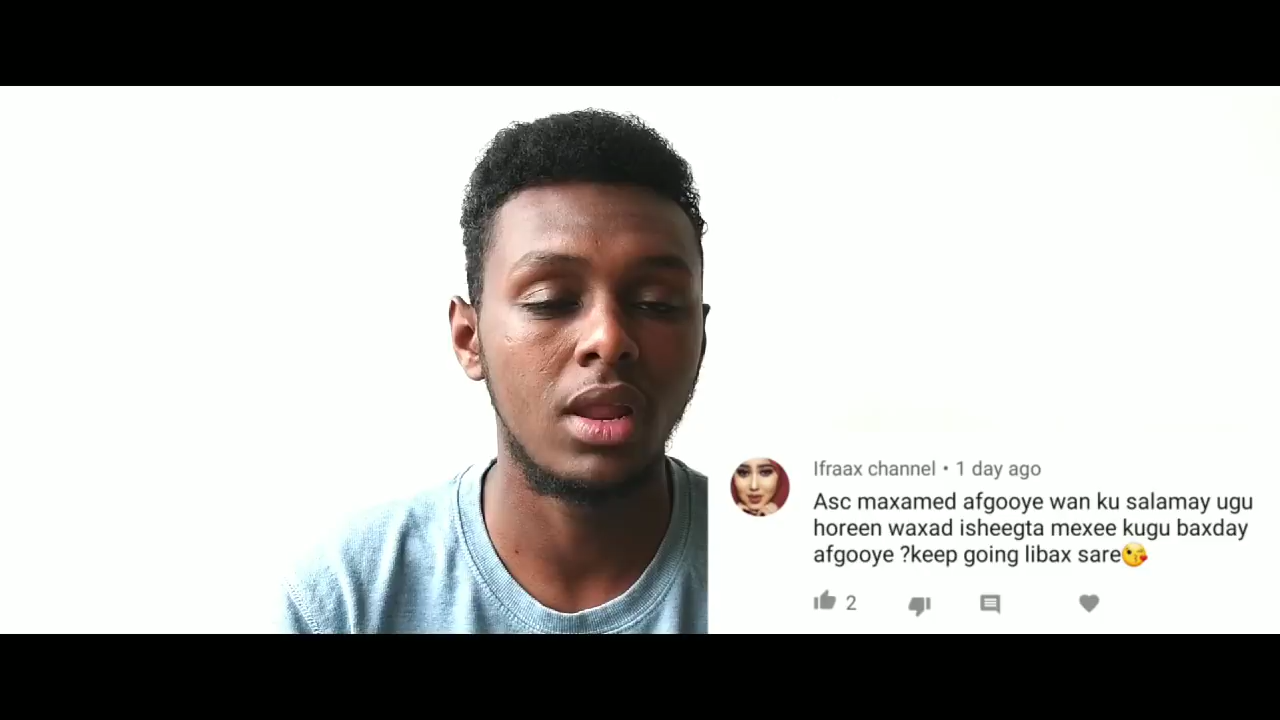 Ifraax channel • 1 day ago
Asc maxamed afgooye wan ku salamay ugu
horeen waxad isheegta mexee kugu baxday
afgooye ?keep going libax sare😘
2